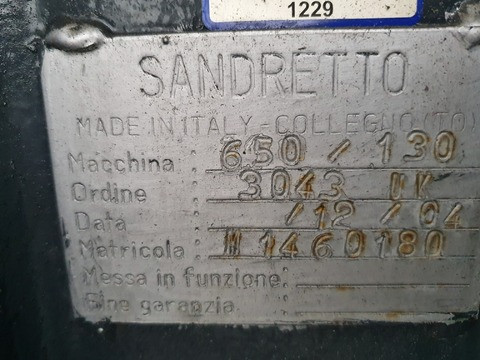 1229
SANDRETTO
MADE IN ITALY - COLLEGNO (TO)
Macchina : 650 / 130
Ordine : 3043
Data : /12 / 04
Matricola : 1460180
Messa in funzione:
Fine garanzia :